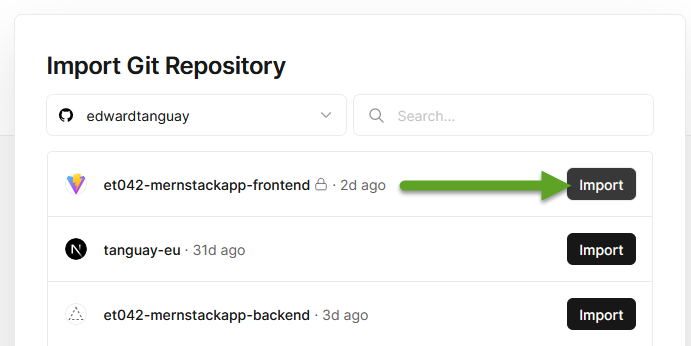 Import Git Repository
edwardtanguay
Search...
et042-mernstackapp-frontend · 2d ago Import
tanguay-eu · 31d ago Import
et042-mernstackapp-backend · 3d ago Import